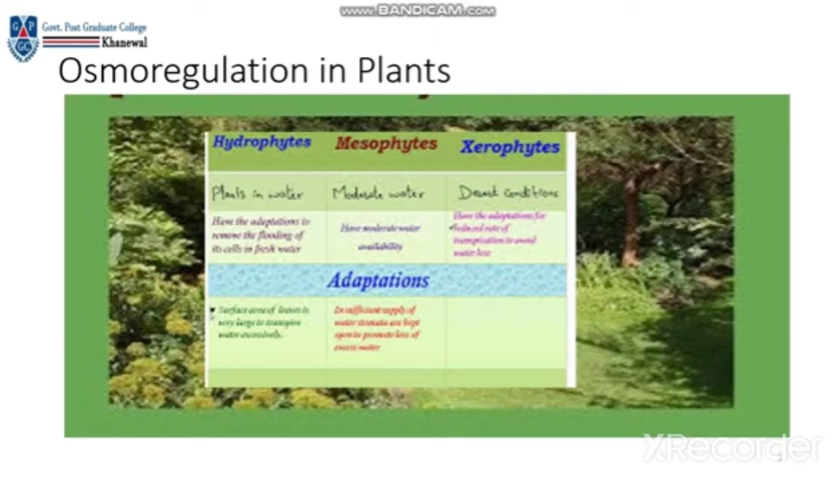 www.BANDICAM.com
GPGC
Govt. Post Graduate College
Khanewal
Osmoregulation in Plants
Hydrophytes Mesophytes Xerophytes
Plants in water Moderate water Desert conditions
Have the adaptations to
remove the flooding of
its cells in fresh water
Have moderate water
availability
Have the adaptations for
reduced rate of
transpiration to avoid
water loss
Adaptations
Surface area of leaves is
very large to transpire
water excessively.
In sufficient supply of
water stomata are kept
open to promote loss of
excess water
XRecorder